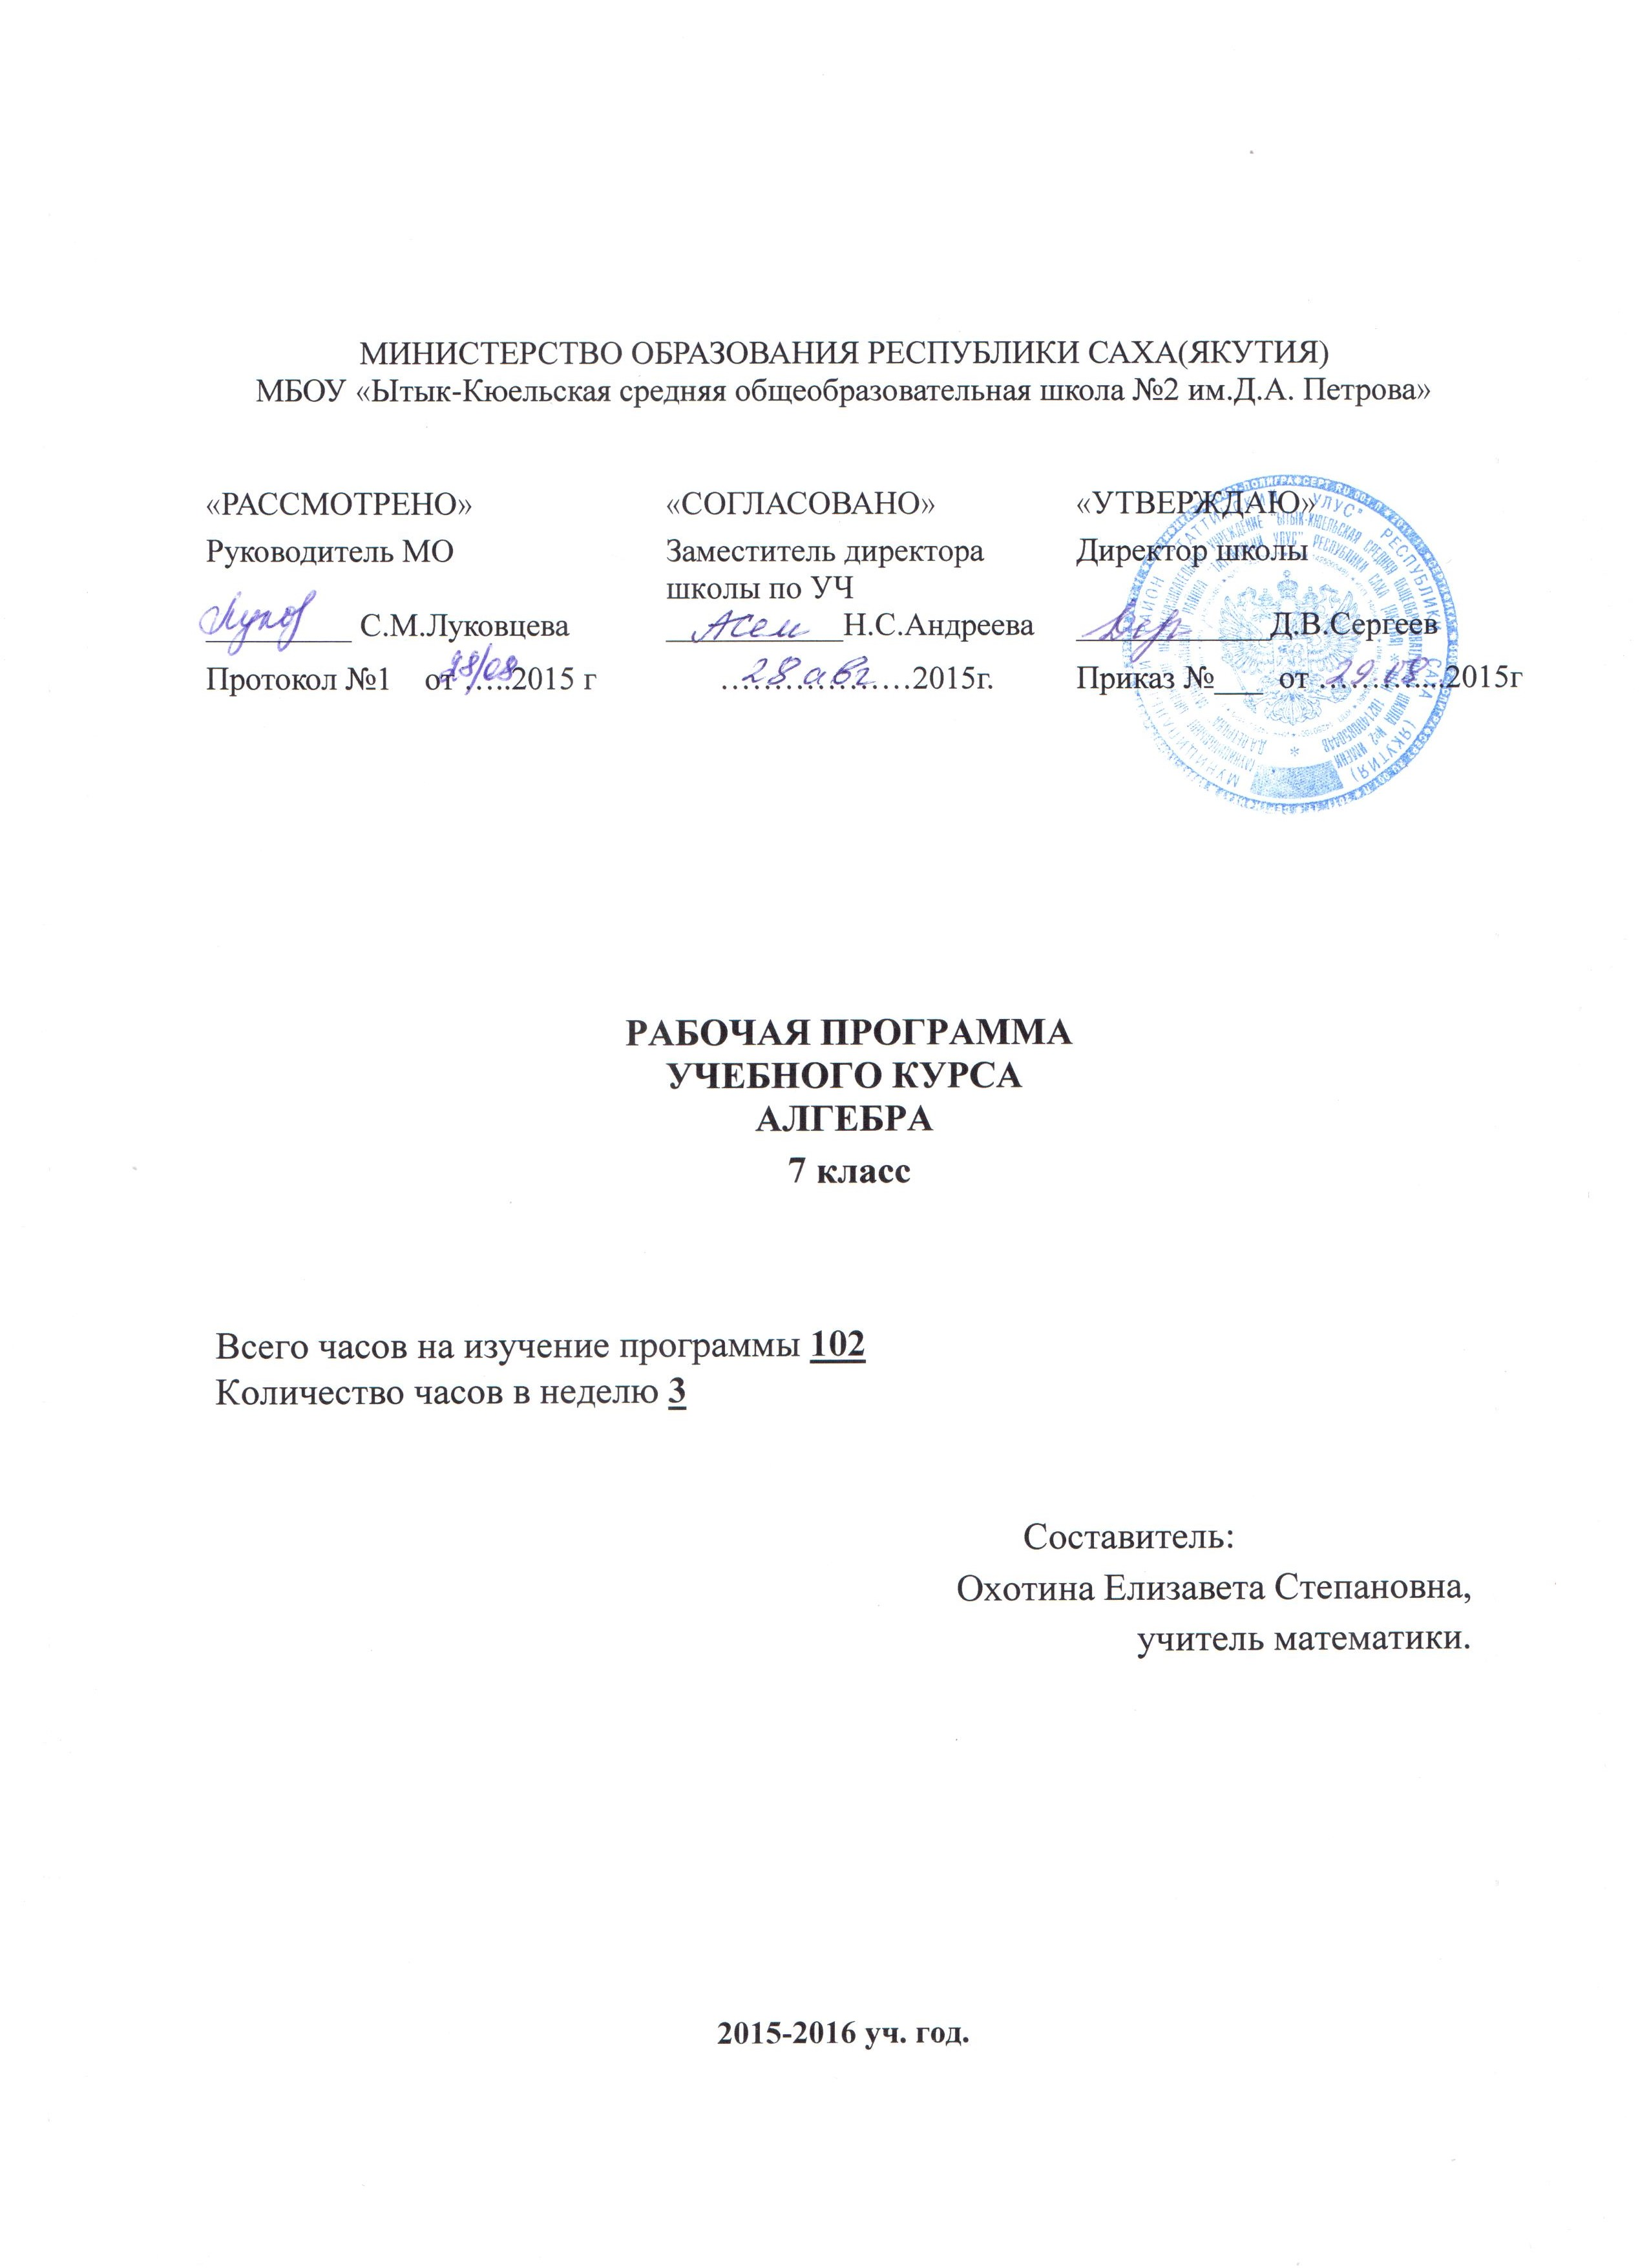 МИНИСТЕРСТВО ОБРАЗОВАНИЯ РЕСПУБЛИКИ САХА(ЯКУТИЯ)
МБОУ «Ытык-Кюельская средняя общеобразовательная школа №2 им.Д.А. Петрова»
«РАССМОТРЕНО»
Руководитель МО
__________ С.М.Луковцева
Протокол №1 от 28/08 2015 г
«СОГЛАСОВАНО»
Заместитель директора
школы по УЧ
____________Н.С.Андреева
28 авг 2015г.
«УТВЕРЖДАЮ»
Директор школы
_____________Д.В.Сергеев
Приказ №___ от 29.08 2015г
РАБОЧАЯ ПРОГРАММА
УЧЕБНОГО КУРСА
АЛГЕБРА
7 класс
Всего часов на изучение программы 102
Количество часов в неделю 3
Составитель:
Охотина Елизавета Степановна,
учитель математики.
2015-2016 уч. год.